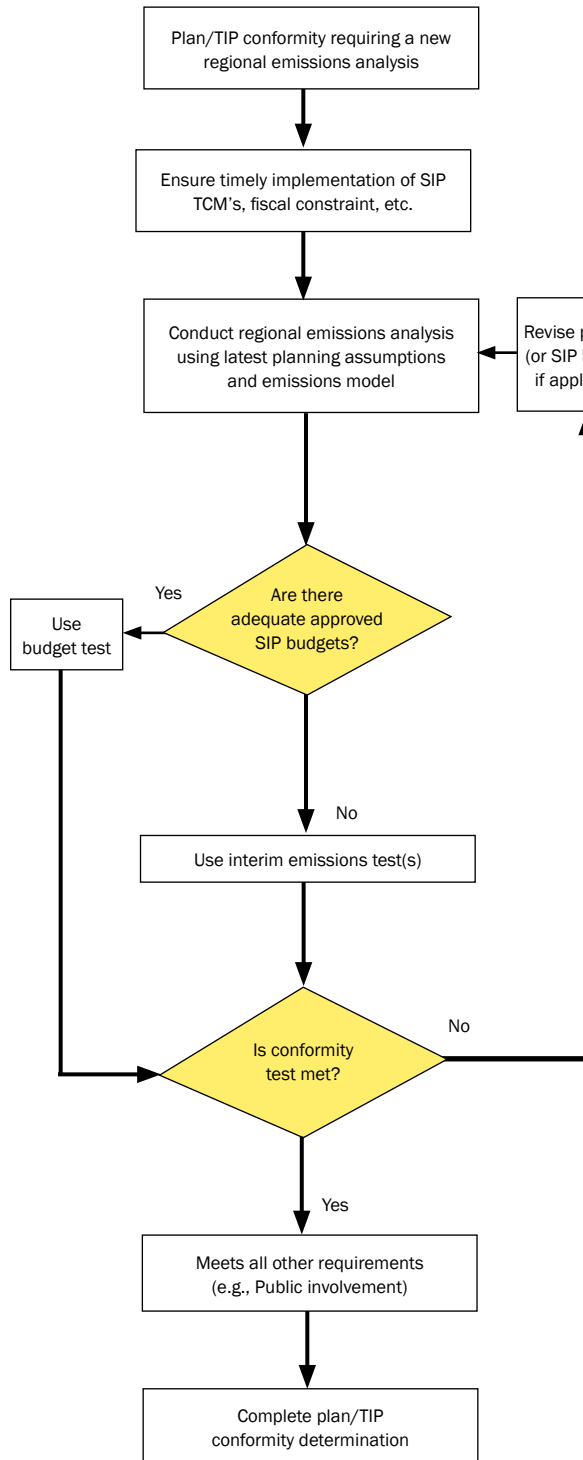 Plan/TIP conformity requiring a new
regional emissions analysis
Ensure timely implementation of SIP
TCM's, fiscal constraint, etc.
Conduct regional emissions analysis
using latest planning assumptions
and emissions model
Revise
(or SIP
if
Are there
adequate approved
SIP budgets?
Yes
Use
budget test
No
Use interim emissions test(s)
Is conformity
test met?
No
Yes
Meets all other requirements
(e.g., Public involvement)
Complete plan/TIP
conformity determination